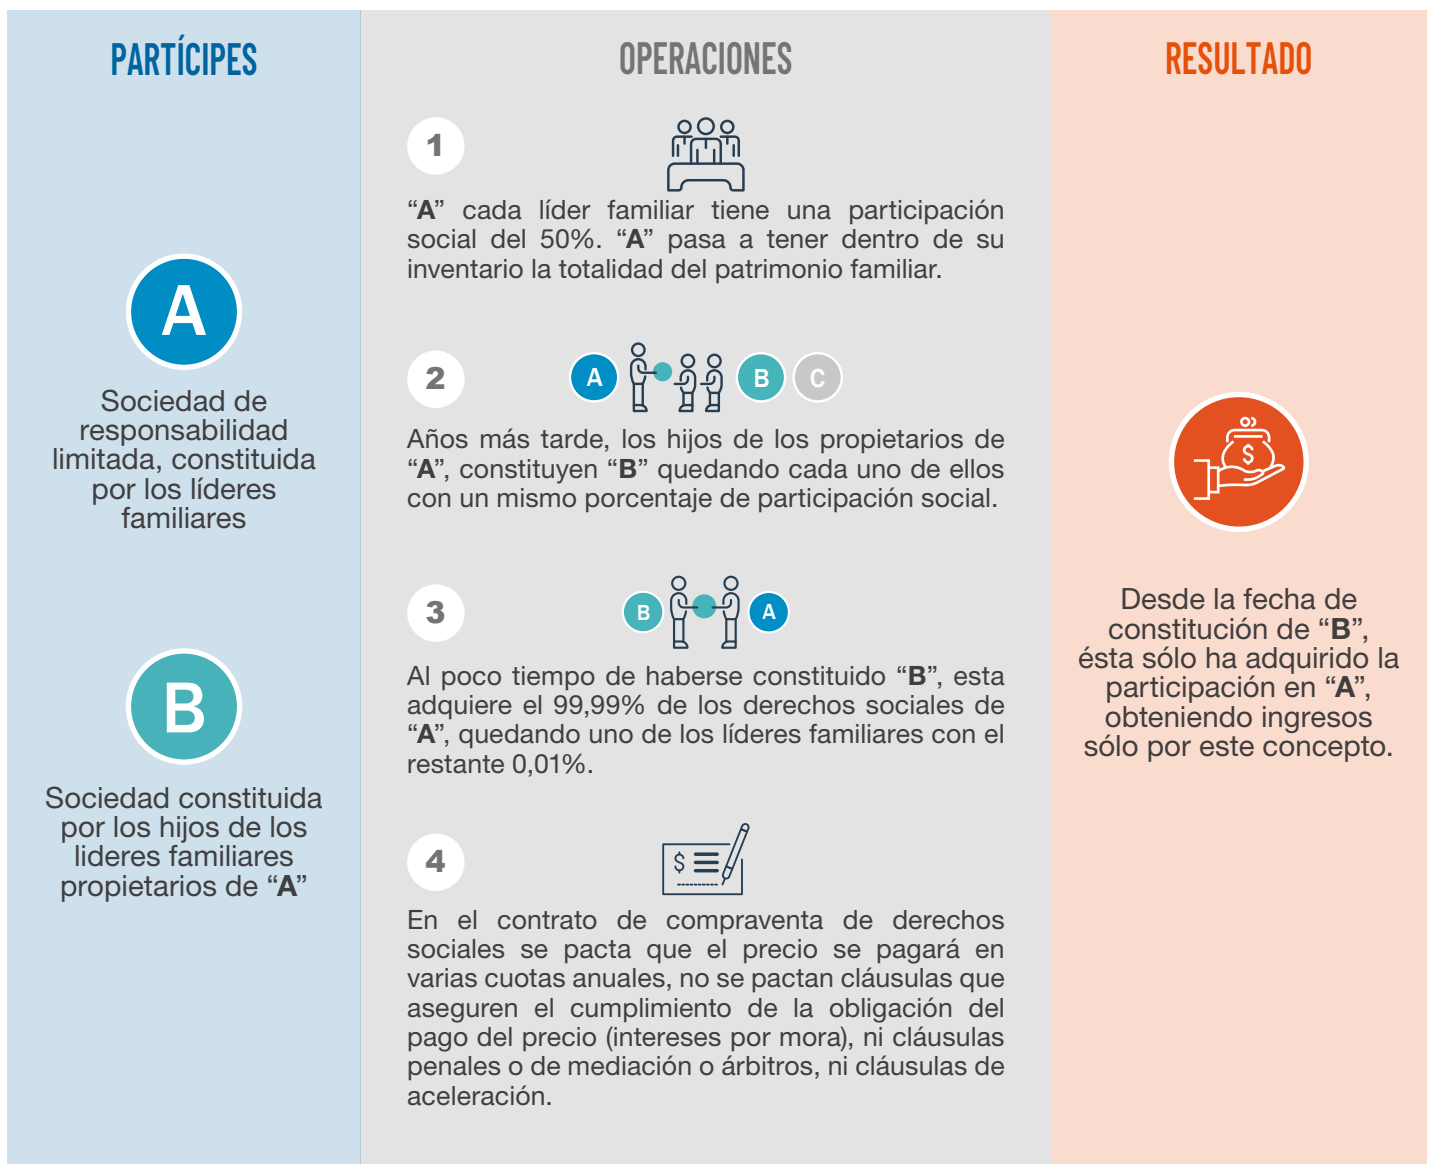 PARTÍCIPES
A
Sociedad de
responsabilidad
limitada, constituida
por los líderes
familiares
B
Sociedad constituida
por los hijos de los
lideres familiares
propietarios de “A”
OPERACIONES
1
“A” cada líder familiar tiene una participación
social del 50%. “A” pasa a tener dentro de su
inventario la totalidad del patrimonio familiar.
2
A B C
Años más tarde, los hijos de los propietarios de
“A”, constituyen “B” quedando cada uno de ellos
con un mismo porcentaje de participación social.
3
B A
Al poco tiempo de haberse constituido “B”, esta
adquiere el 99,99% de los derechos sociales de
“A”, quedando uno de los líderes familiares con el
restante 0,01%.
4
$
En el contrato de compraventa de derechos
sociales se pacta que el precio se pagará en
varias cuotas anuales, no se pactan cláusulas que
aseguren el cumplimiento de la obligación del
pago del precio (intereses por mora), ni cláusulas
penales o de mediación o árbitros, ni cláusulas de
aceleración.
RESULTADO
$
Desde la fecha de
constitución de “B”,
ésta sólo ha adquirido la
participación en “A”,
obteniendo ingresos
sólo por este concepto.